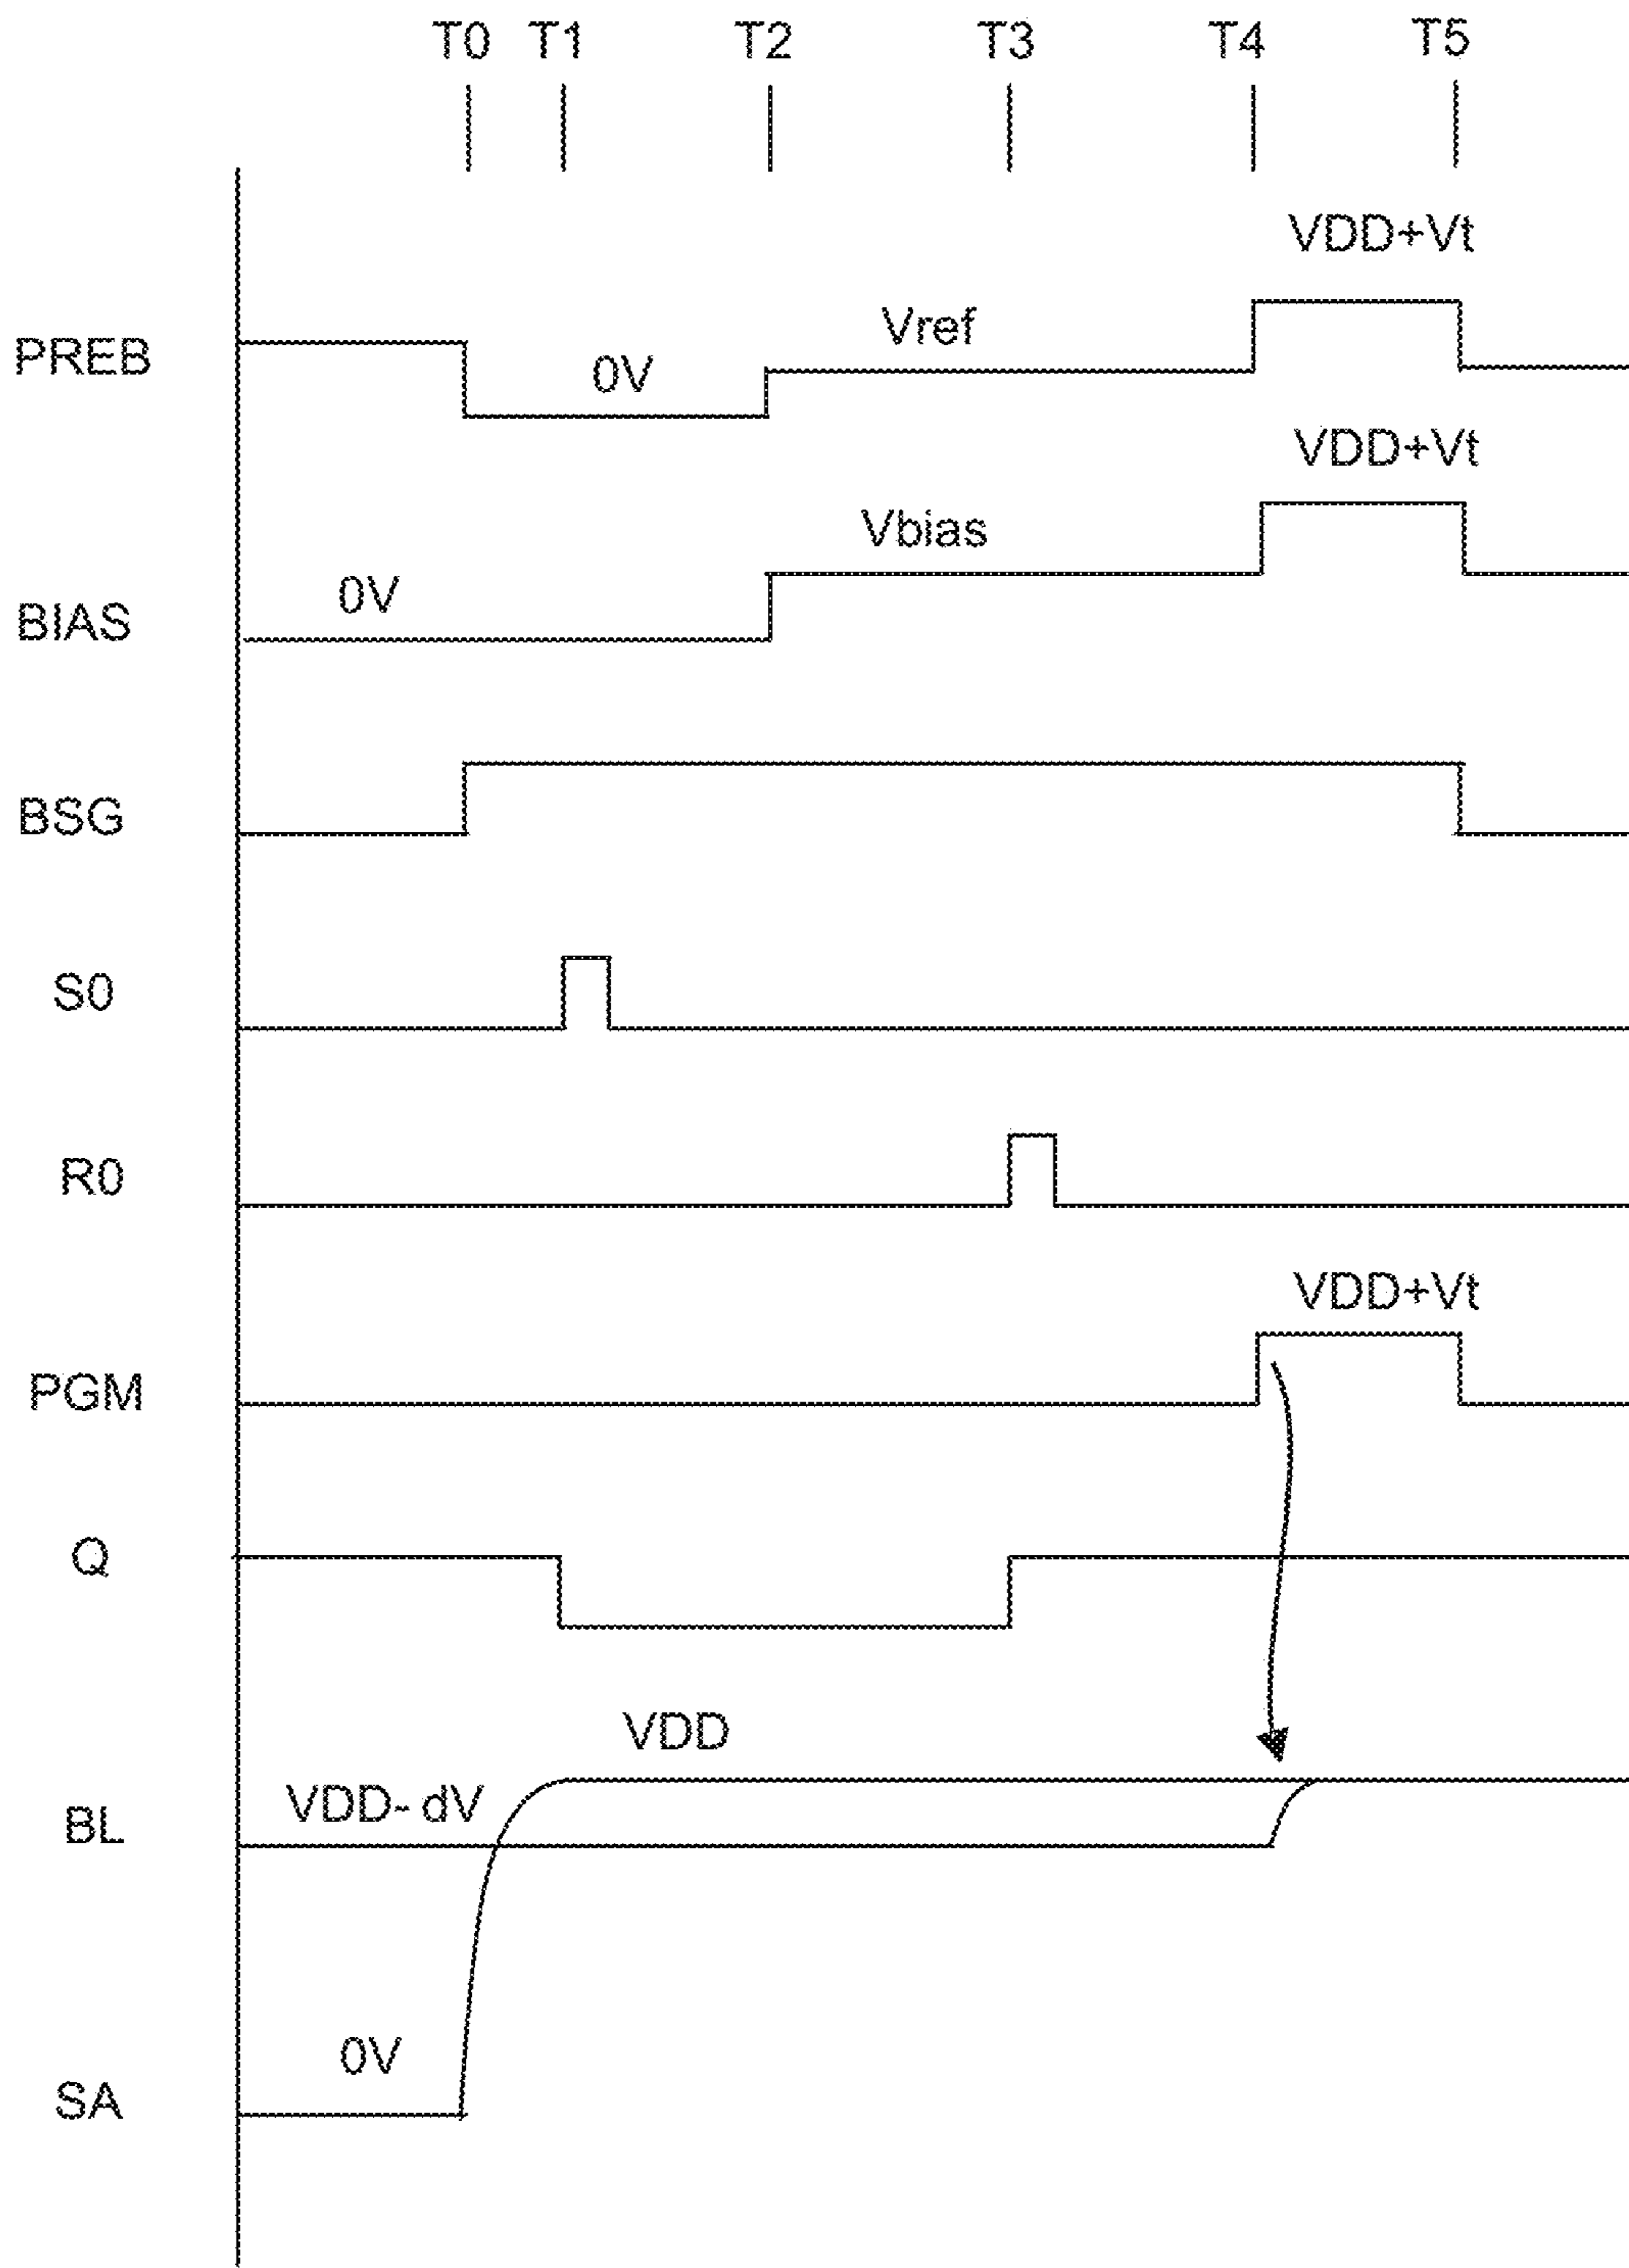 T0 T1 T2 T3 T4 T5
VDD+Vt
PREB 0V Vref
VDD+Vt
BIAS 0V Vbias
BSG
S0
R0
VDD+Vt
PGM
Q
VDD
BL VDD- dV
0V
SA